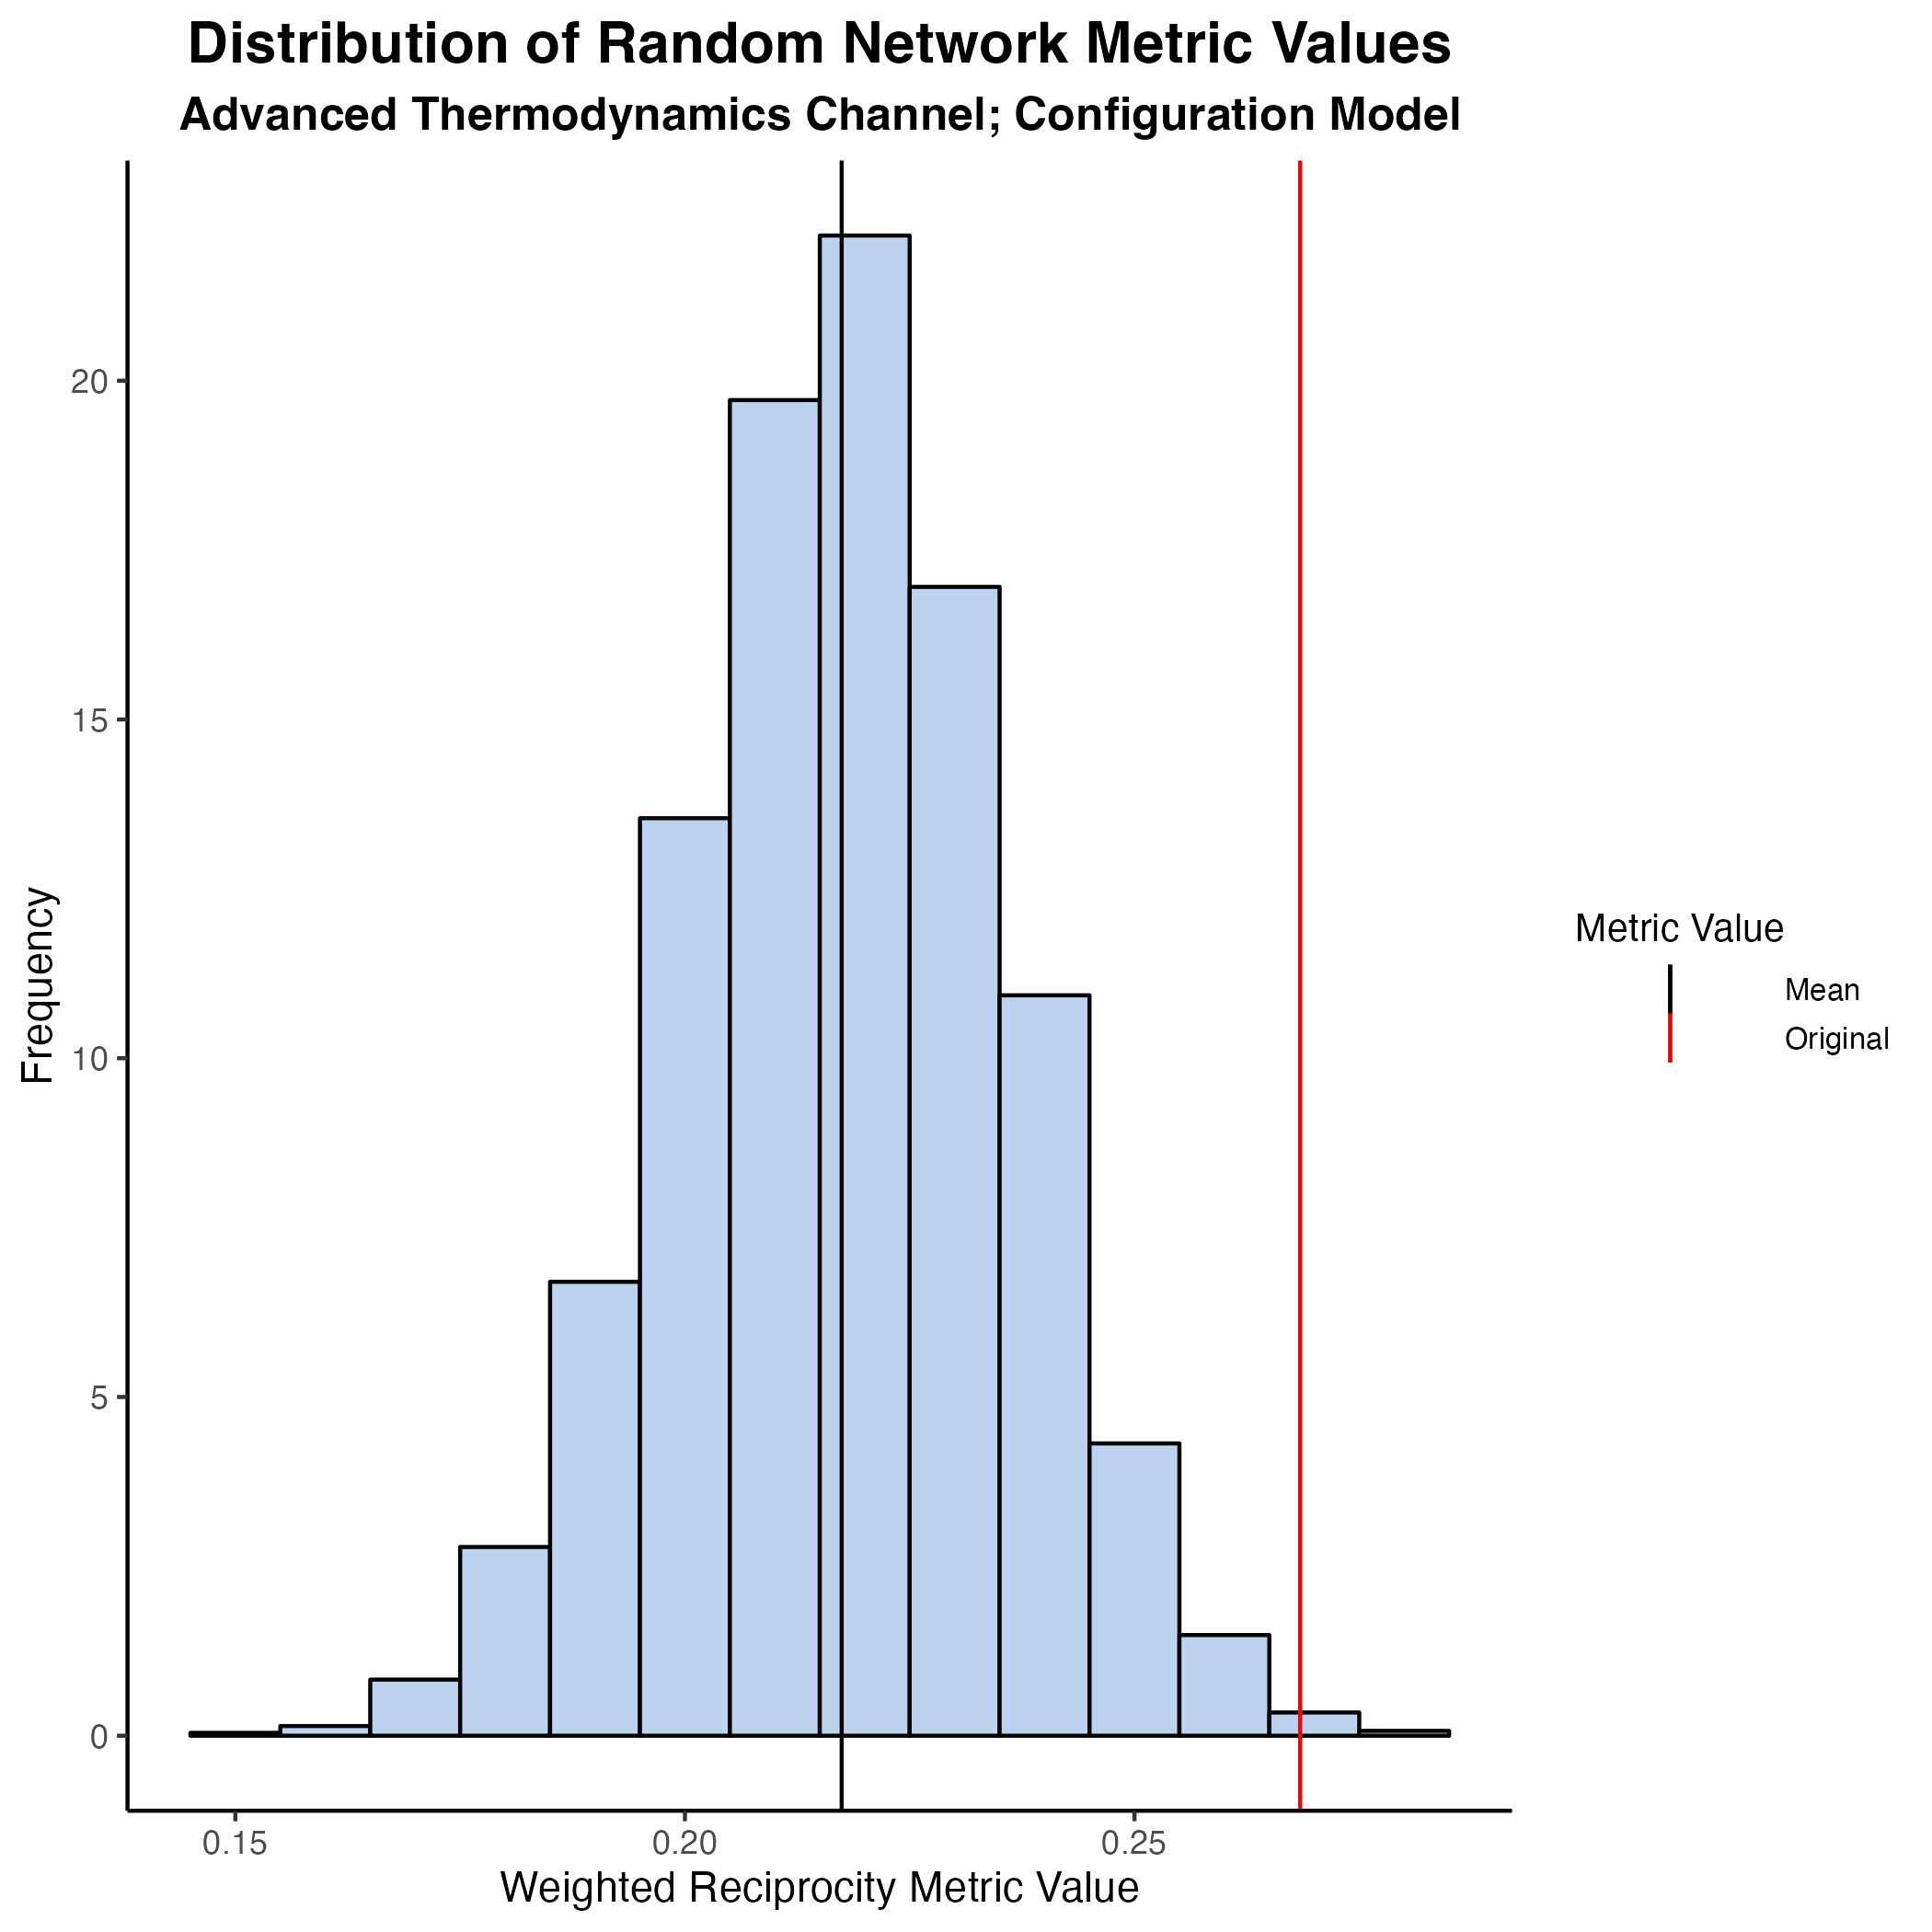 Distribution of Random Network Metric Values
Advanced Thermodynamics Channel; Configuration Model
Frequency
20
15
10
5
0
0.15
0.20
0.25
Weighted Reciprocity Metric Value
Metric Value
Mean
Original